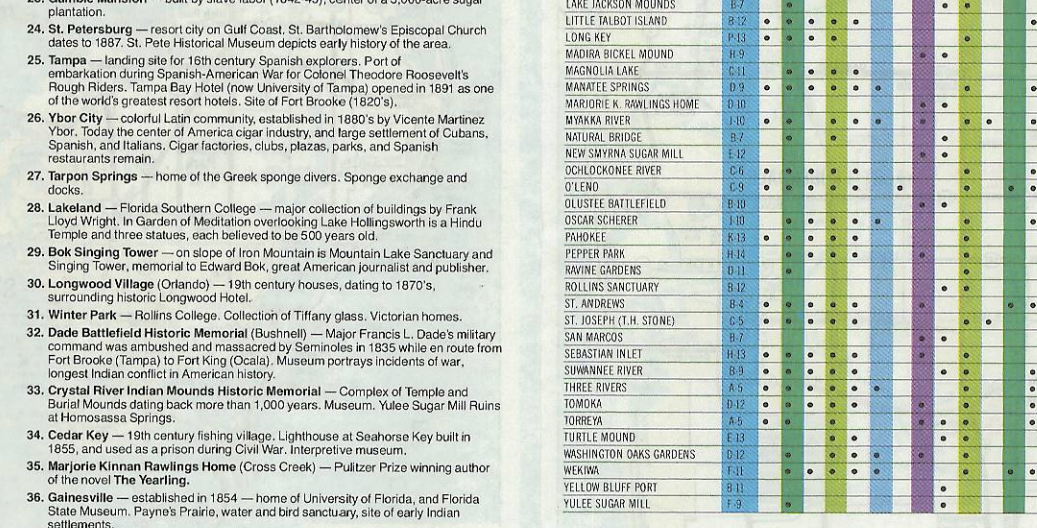 plantation.
24. St. Petersburg — resort city on Gulf Coast. St. Bartholomew's Episcopal Church
dates to 1887. St. Pete Historical Museum depicts early history of the area.
25. Tampa — landing site for 16th century Spanish explorers. Port of
embarkation during Spanish-American War for Colonel Theodore Roosevelt's
Rough Riders. Tampa Bay Hotel (now University of Tampa) opened in 1891 as one
of the world's greatest resort hotels. Site of Fort Brooke (1820's).
26. Ybor City — colorful Latin community, established in 1880's by Vicente Martinez
Ybor. Today the center of America cigar industry, and large settlement of Cubans,
Spanish, and Italians. Cigar factories, clubs, plazas, parks, and Spanish
restaurants remain.
27. Tarpon Springs — home of the Greek sponge divers. Sponge exchange and
docks.
28. Lakeland — Florida Southern College — major collection of buildings by Frank
Lloyd Wright. In Garden of Meditation overlooking Lake Hollingsworth is a Hindu
Temple and three statues, each believed to be 500 years old.
29. Bok Singing Tower — on slope of Iron Mountain is Mountain Lake Sanctuary and
Singing Tower, memorial to Edward Bok, great American journalist and publisher.
30. Longwood Village (Orlando) — 19th century houses, dating to 1870's,
surrounding historic Longwood Hotel.
31. Winter Park — Rollins College. Collection of Tiffany glass. Victorian homes.
32. Dade Battlefield Historic Memorial (Bushnell) — Major Francis L. Dade's military
command was ambushed and massacred by Seminoles in 1835 while en route from
Fort Brooke (Tampa) to Fort King (Ocala). Museum portrays incidents of war,
longest Indian conflict in American history.
33. Crystal River Indian Mounds Historic Memorial — Complex of Temple and
Burial Mounds dating back more than 1,000 years. Museum. Yulee Sugar Mill Ruins
at Homosassa Springs.
34. Cedar Key — 19th century fishing village. Lighthouse at Seahorse Key built in
1855, and used as a prison during Civil War. Interpretive museum.
35. Marjorie Kinnan Rawlings Home (Cross Creek) — Pulitzer Prize winning author
of the novel The Yearling.
36. Gainesville — established in 1854 — home of University of Florida, and Florida
State Museum. Payne's Prairie, water and bird sanctuary, site of early Indian
settlements.
LAKE JACKSON MOUNDS B-7
LITTLE TALBOT ISLAND B-12
LONG KEY P-13
MADIRA BICKEL MOUND H-9
MAGNOLIA LAKE C-11
MANATEE SPRINGS D-9
MARJORIE K. RAWLINGS HOME D-10
MYAKKA RIVER J-10
NATURAL BRIDGE B-7
NEW SMYRNA SUGAR MILL E-12
OCHLOCKONEE RIVER C-6
O'LENO C-9
OLUSTEE BATTLEFIELD B-10
OSCAR SCHERER J-10
PAHOKEE K-13
PEPPER PARK H-14
RAVINE GARDENS D-11
ROLLINS SANCTUARY B-12
ST. ANDREWS B-4
ST. JOSEPH (T.H. STONE) C-5
SAN MARCOS B-7
SEBASTIAN INLET H-13
SUWANNEE RIVER B-9
THREE RIVERS A-5
TOMOKA D-12
TORREYA A-5
TURTLE MOUND E-13
WASHINGTON OAKS GARDENS D-12
WEKIWA F-11
YELLOW BLUFF PORT B-11
YULEE SUGAR MILL F-9